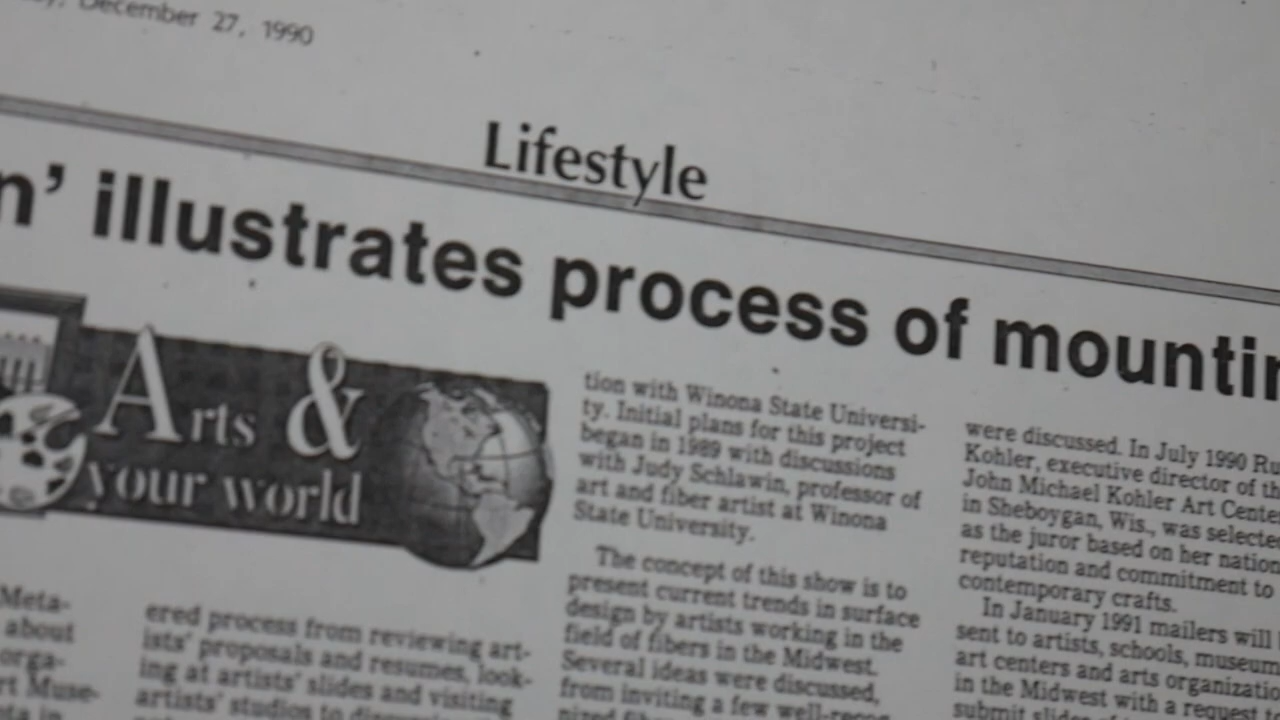 December 27, 1990
Lifestyle
n' illustrates process of mountin
Arts &
your world
Meta-
about
orga-
rt Muse-
ered process from reviewing art-
ists' proposals and resumes, look-
ing at artists' slides and visiting
artists' studios to
tion with Winona State Universi-
ty. Initial plans for this project
began in 1989 with discussions
with Judy Schlawin, professor of
art and fiber artist at Winona
State University.
The concept of this show is to
present current trends in surface
design by artists working in the
field of fibers in the Midwest.
Several ideas were discussed,
from inviting a few well-recog-
were discussed. In July 1990 Ru
Kohler, executive director of th
John Michael Kohler Art Cente
in Sheboygan, Wis., was selecte
as the juror based on her nation
reputation and commitment to
contemporary crafts.
In January 1991 mailers will
sent to artists, schools, museum
art centers and arts organizatio
in the Midwest with a request to
submit slides